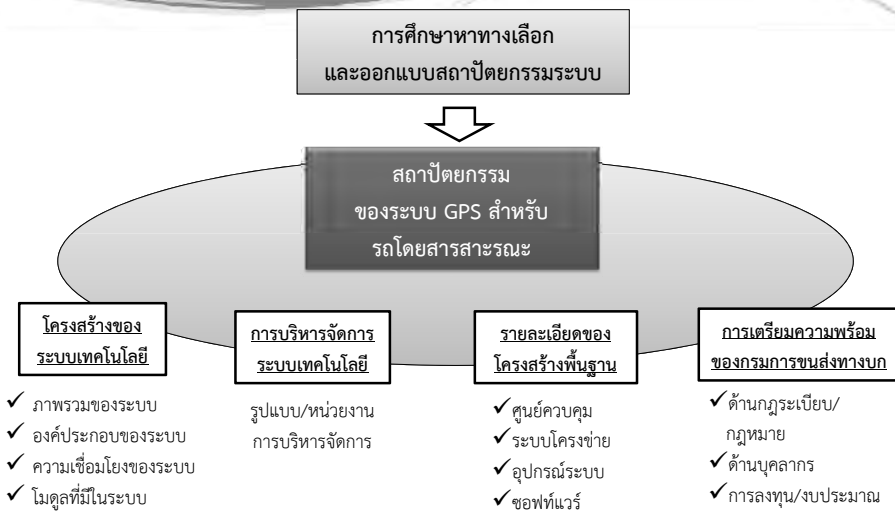 การศึกษาหาทางเลือก
และออกแบบสถาปัตยกรรมระบบ
สถาปัตยกรรม
ของระบบ GPS สำหรับ
รถโดยสารสาะรณะ
โครงสร้างของ
ระบบเทคโนโลยี
✓ ภาพรวมของระบบ
✓ องค์ประกอบของระบบ
✓ ความเชื่อมโยงของระบบ
✓ โมดูลที่มีในระบบ
การบริหารจัดการ
ระบบเทคโนโลยี
รูปแบบ/หน่วยงาน
การบริหารจัดการ
รายละเอียดของ
โครงสร้างพื้นฐาน
✓ศูนย์ควบคุม
✓ระบบโครงข่าย
✓อุปกรณ์ระบบ
✓ซอฟท์แวร์
การเตรียมความพร้อม
ของกรมการขนส่งทางบก
✓ด้านกฎระเบียบ/
กฎหมาย
✓ด้านบุคลากร
✓การลงทุน/งบประมาณ